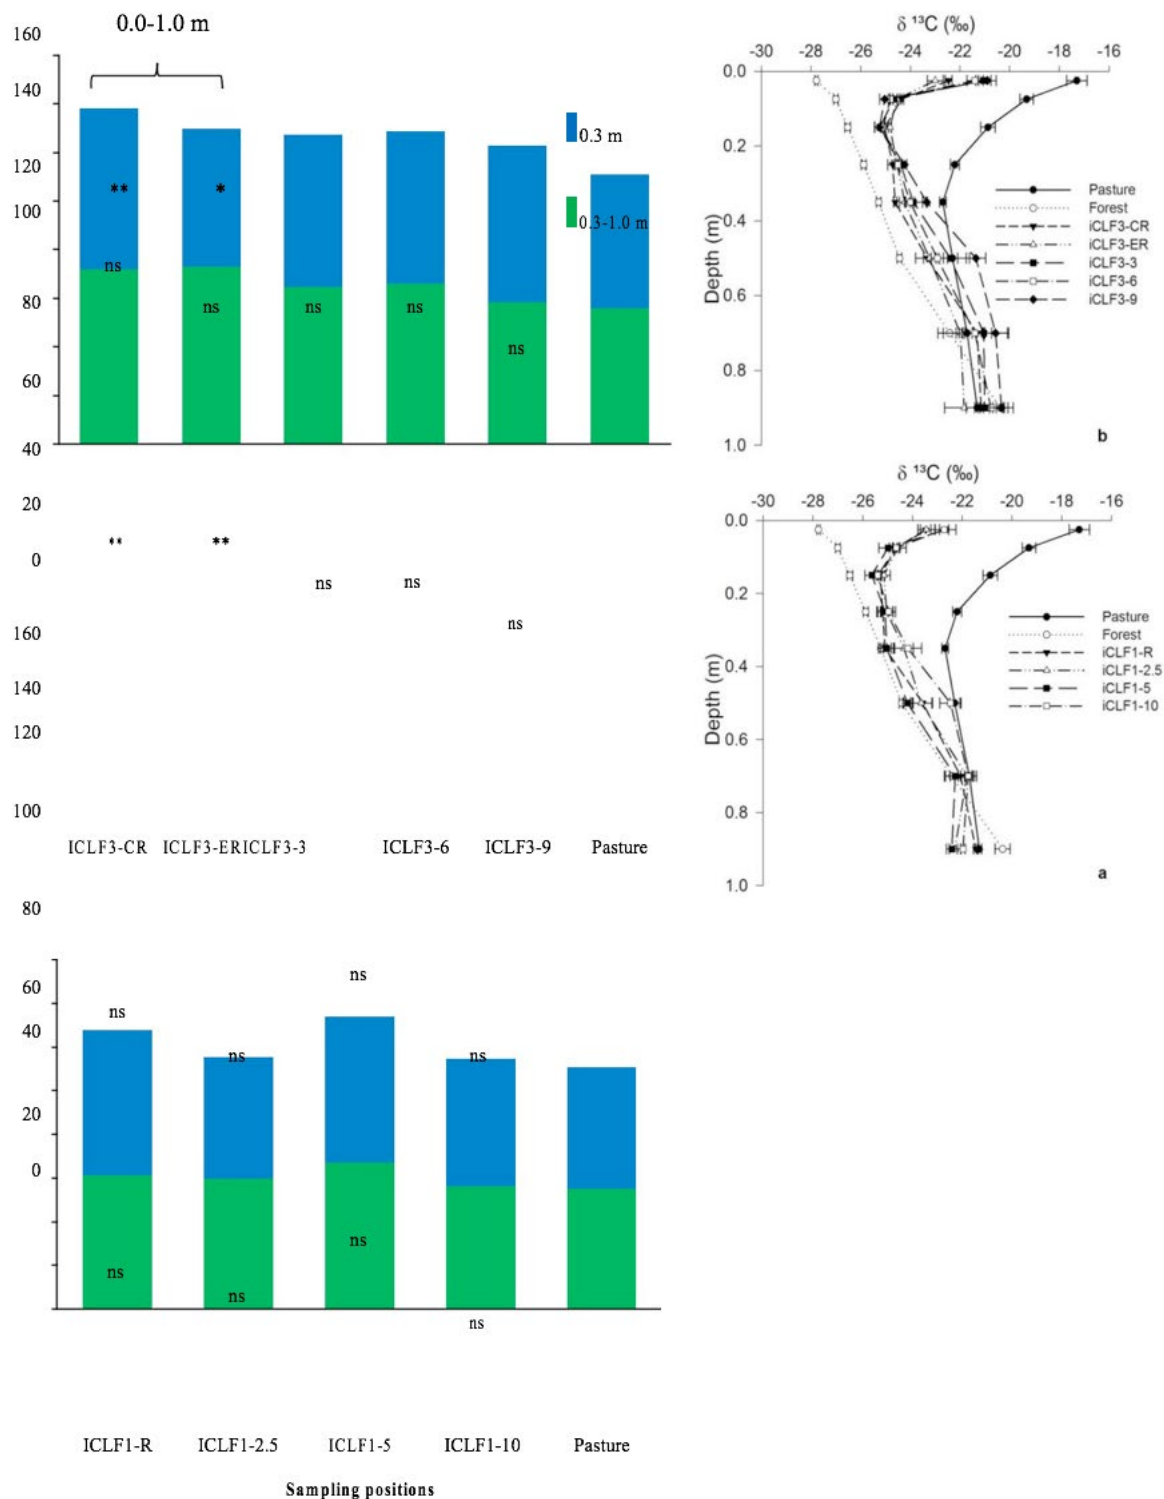 0.0-1.0 m
160
140
120
100
80
60
40
20
0
0.3 m
0.3-1.0 m
** *
ns
ns ns ns
ns
** **
ns ns
ns
160
140
120
100
80
60
40
20
0
ICLF3-CR ICLF3-ER ICLF3-3 ICLF3-6 ICLF3-9 Pasture
ns
ns
ns ns
ns
ns
ns
ns
ICLF1-R ICLF1-2.5 ICLF1-5 ICLF1-10 Pasture
Sampling positions
δ ¹³C (‰)
-30 -28 -26 -24 -22 -20 -18 -16
0.0
0.2
0.4
0.6
0.8
1.0
Depth (m)
Pasture
Forest
iCLF3-CR
iCLF3-ER
iCLF3-3
iCLF3-6
iCLF3-9
b
δ ¹³C (‰)
-30 -28 -26 -24 -22 -20 -18 -16
0.0
0.2
0.4
0.6
0.8
1.0
Depth (m)
Pasture
Forest
iCLF1-R
iCLF1-2.5
iCLF1-5
iCLF1-10
a